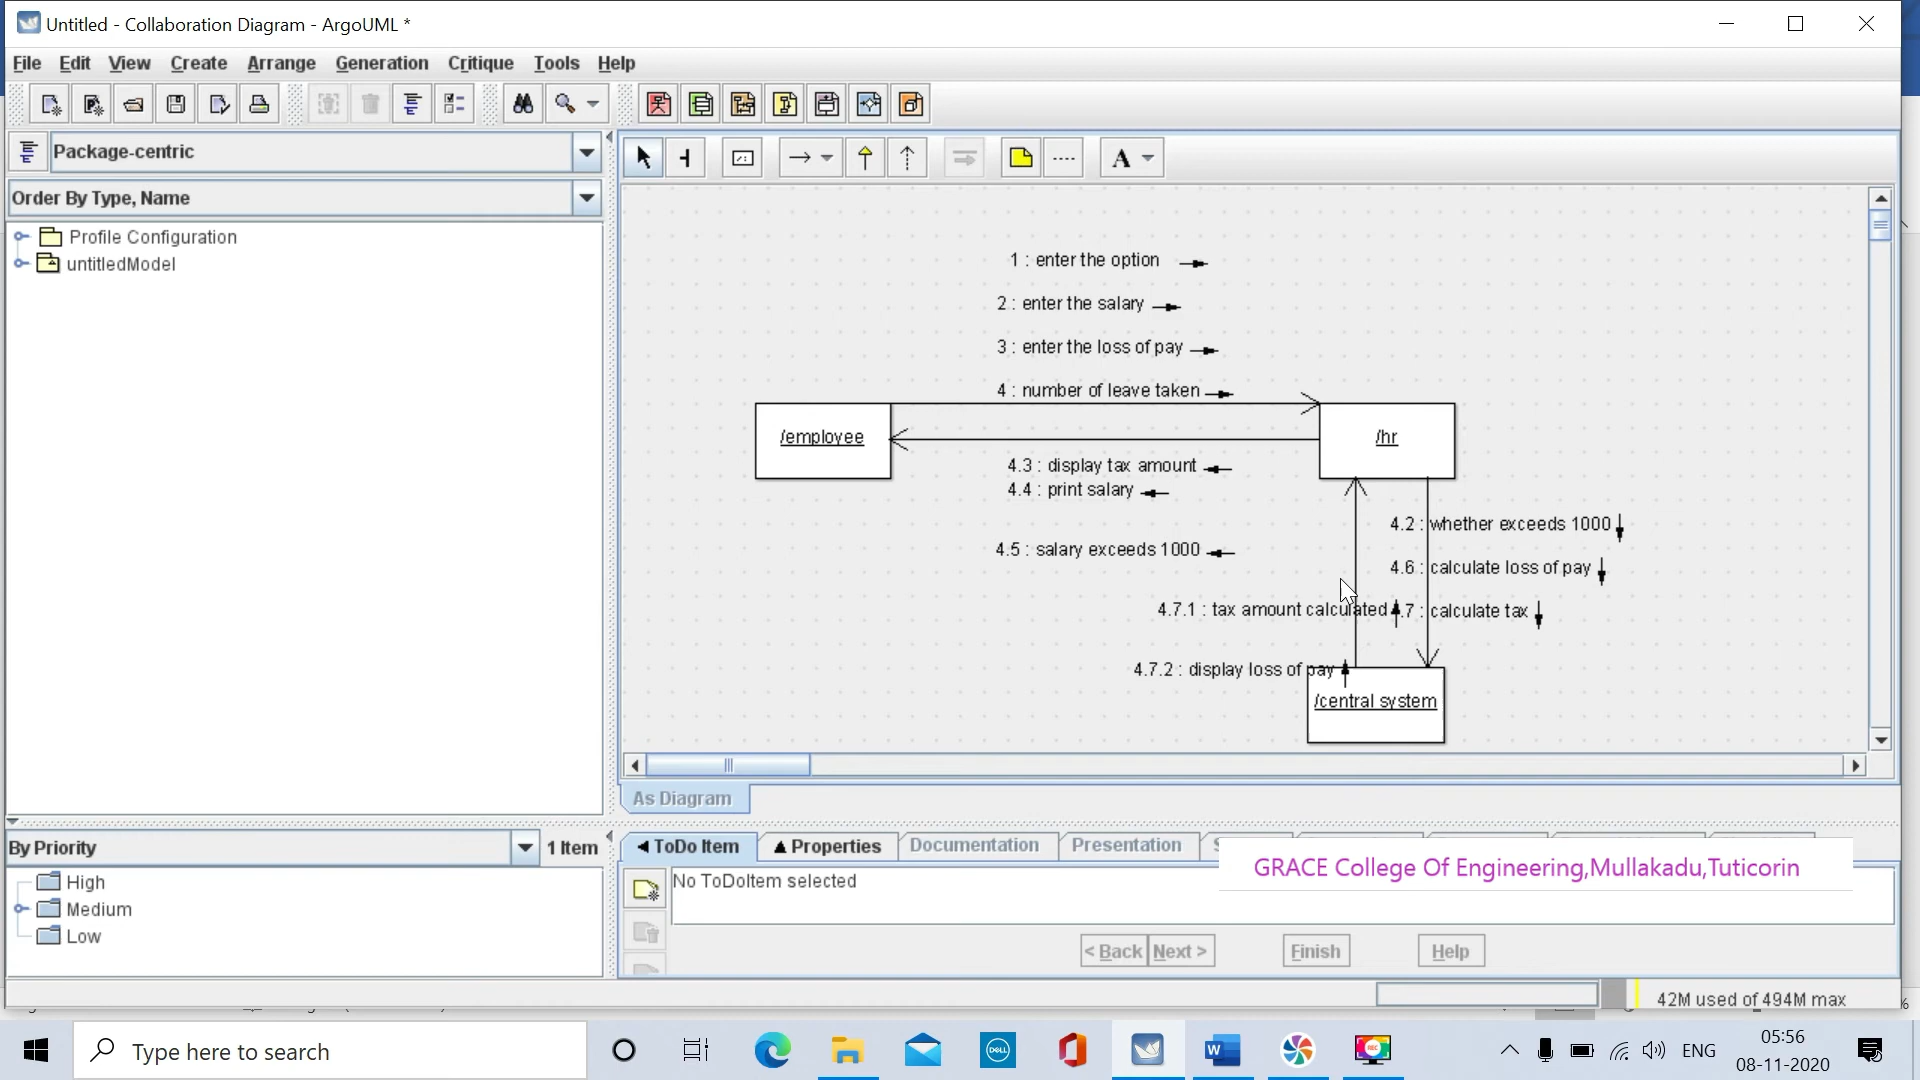 Untitled - Collaboration Diagram - ArgoUML *
File Edit View Create Arrange Generation Critique Tools Help
Package-centric
A
Order By Type, Name
Profile Configuration
untitledModel
1 : enter the option
2 : enter the salary
3 : enter the loss of pay
4 : number of leave taken
/employee
/hr
4.3 : display tax amount
4.4 : print salary
4.5 : salary exceeds 1000
4.2 : whether exceeds 1000
4.6 : calculate loss of pay
4.7.1 : tax amount calculated
.7 : calculate tax
4.7.2 : display loss of pay
/central system
As Diagram
By Priority 1 Item
High
Medium
Low
ToDo Item Properties Documentation Presentation
No ToDoItem selected
GRACE College Of Engineering,Mullakadu,Tuticorin
< Back Next > Finish Help
42M used of 494M max
Type here to search
DELL
W
REC
ENG
05:56
08-11-2020